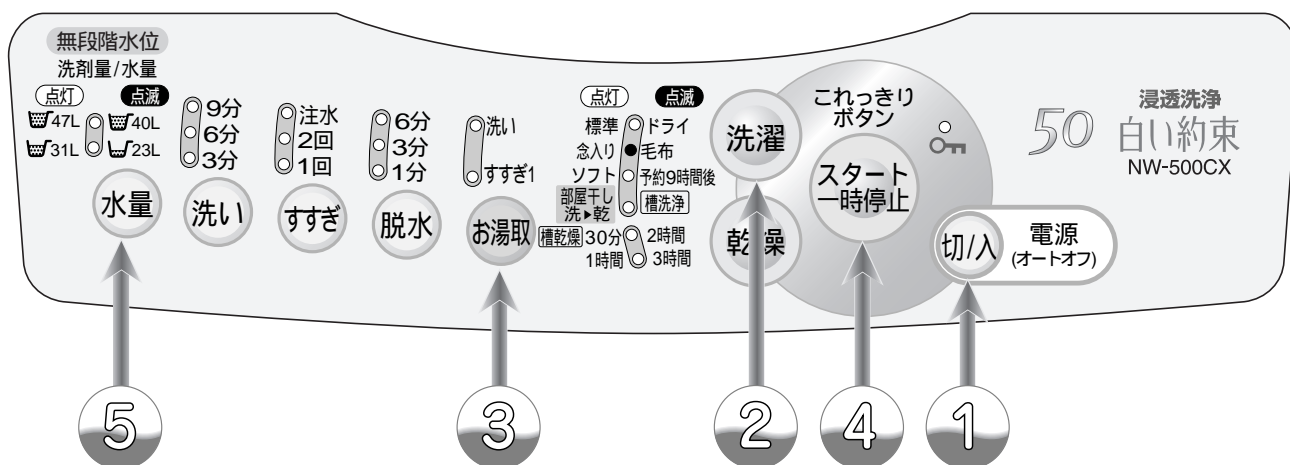 無段階水位
洗剤量/水量
点灯 点滅
47L 40L
31L 23L
水量
9分
6分
3分
洗い
注水
2回
1回
すすぎ
6分
3分
1分
脱水
洗い
すすぎ1
お湯取
点灯 点滅
標準 ドライ
念入り 毛布
ソフト 予約9時間後
部屋干し
洗▶乾 槽洗浄
槽乾燥 30分 2時間
1時間 3時間
洗濯
乾燥
これっきり
ボタン
スタート
一時停止
切/入
電源
(オートオフ)
50
浸透洗浄
白い約束
NW-500CX
5
3
2
4
1